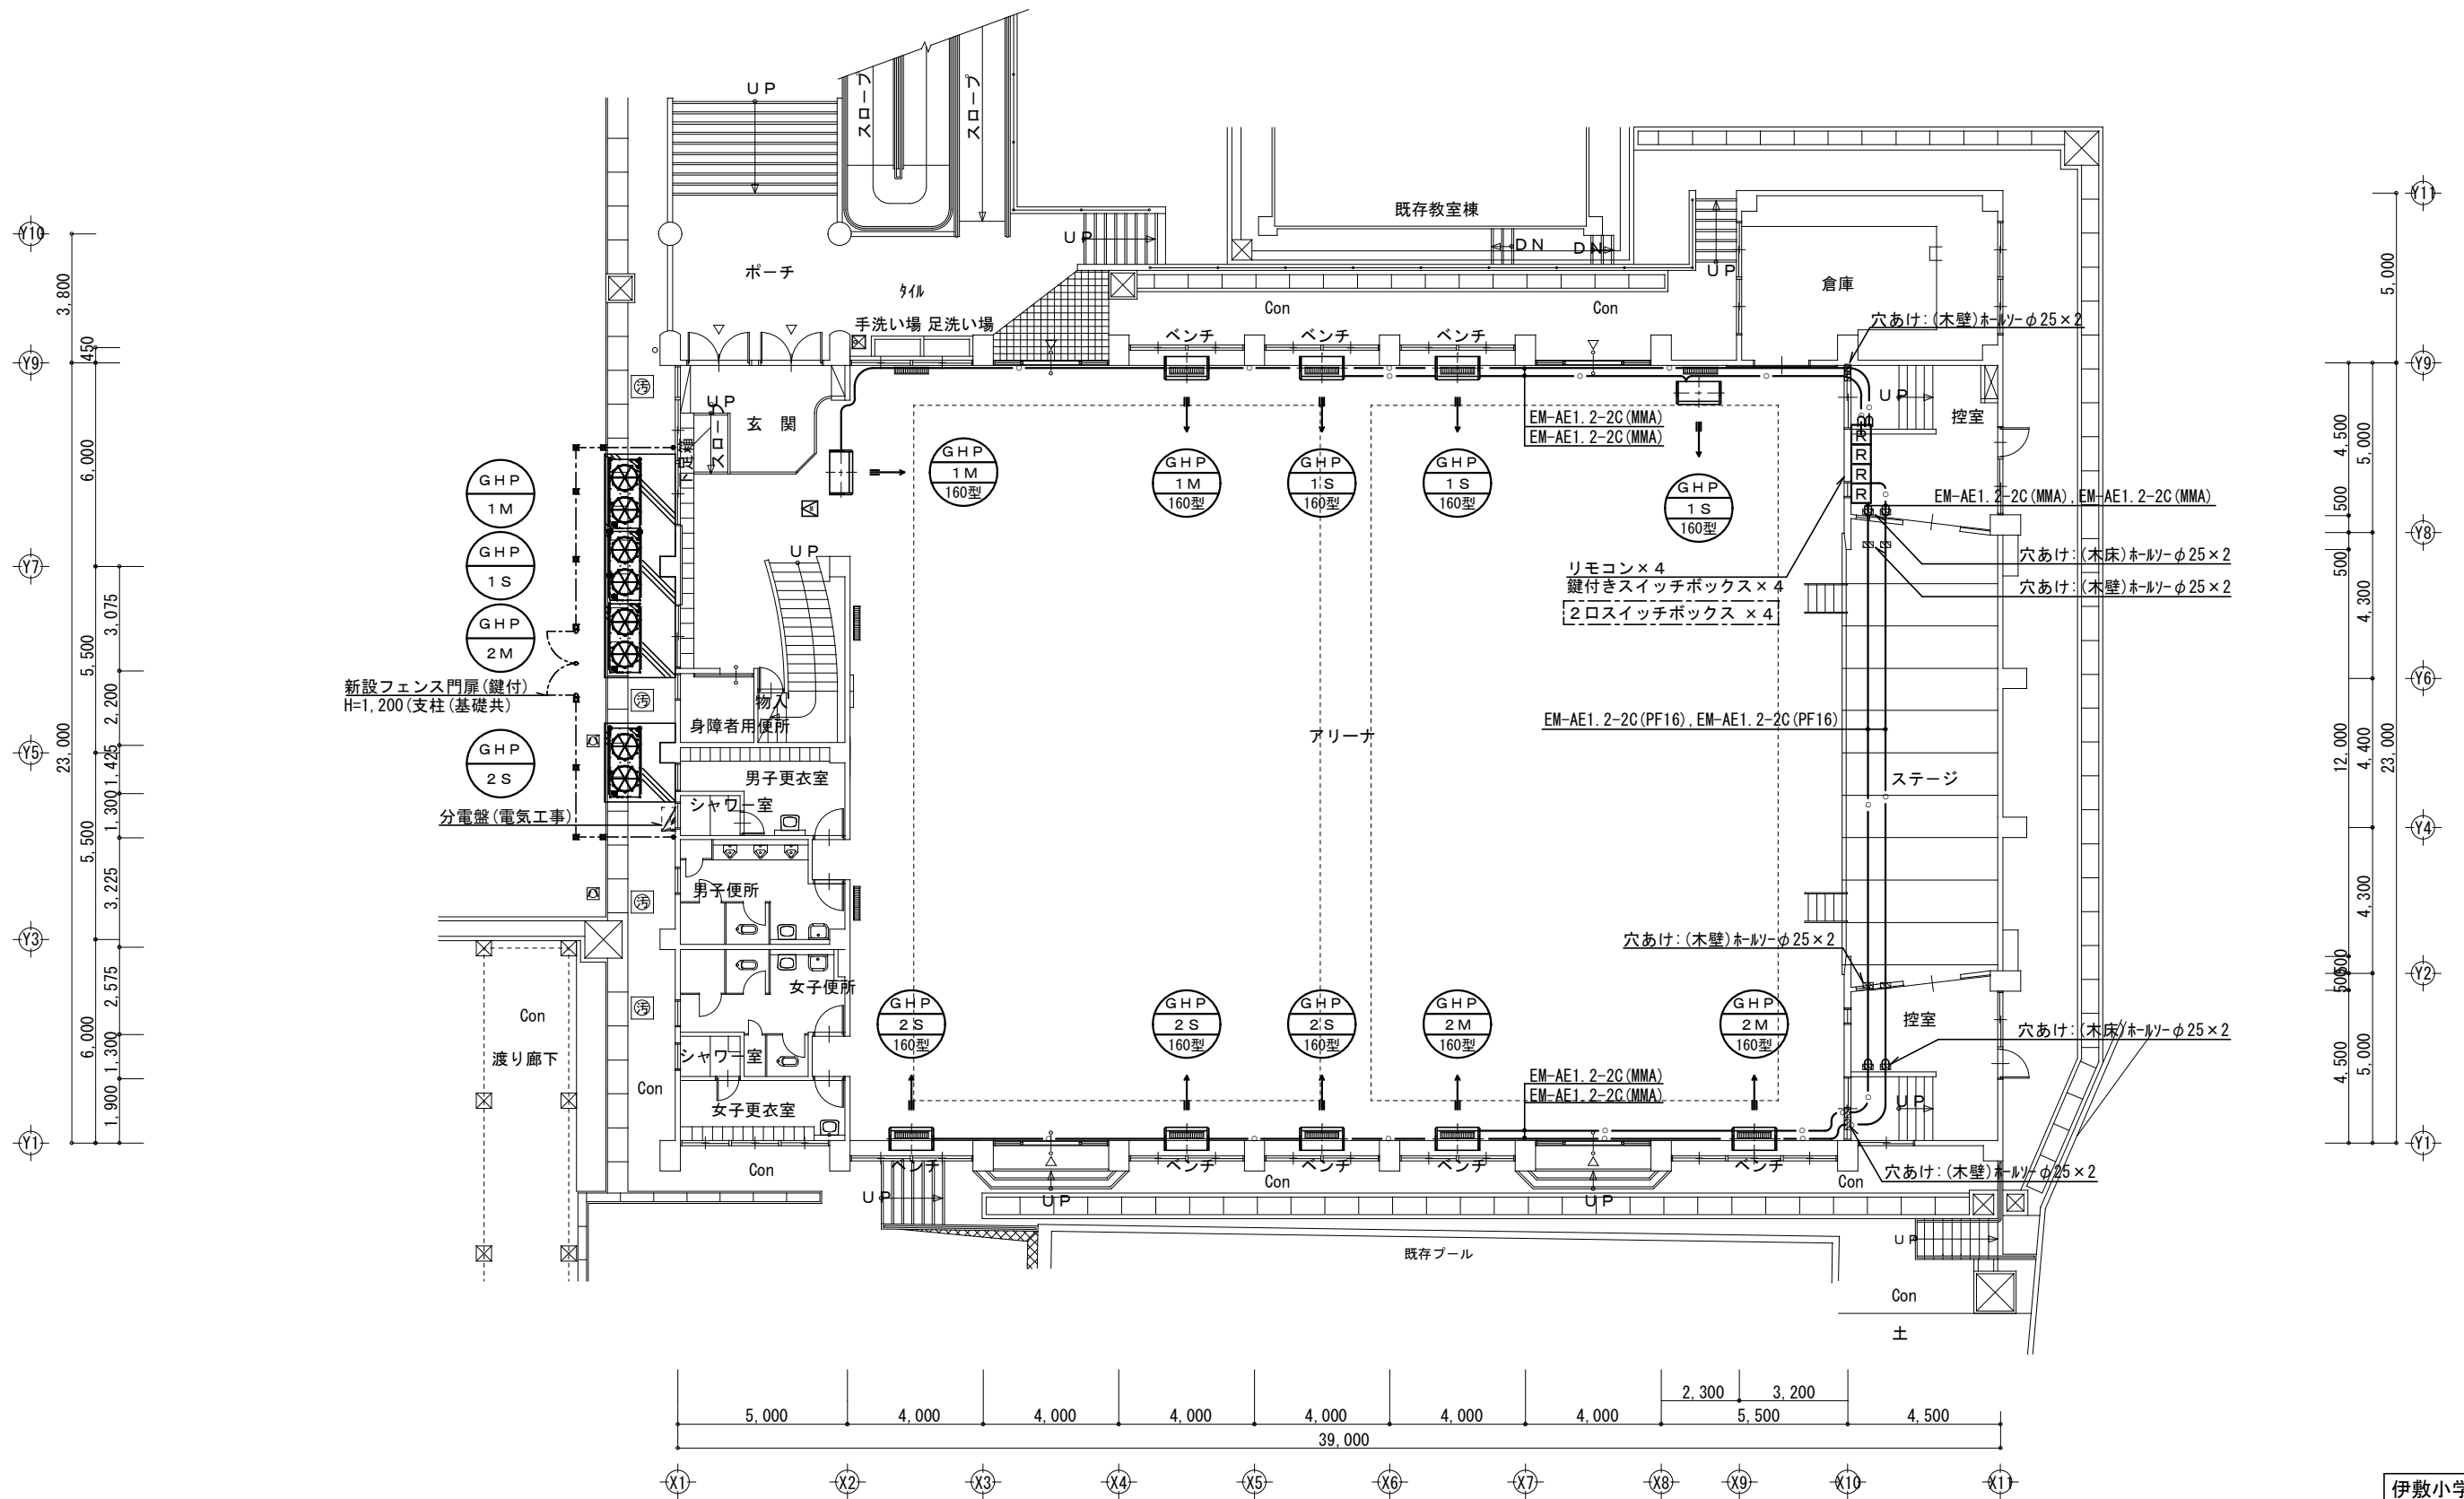 UP
スロープ
スロープ
Y10
Y11
既存教室棟
UP
DN
DN
UP
ポーチ
タイル
倉庫
3,800
5,000
Con
Con
手洗い場 足洗い場
ベンチ
ベンチ
ベンチ
穴あけ:(木壁)ホールソーφ25×2
450
Y9
Y9
汚
UP
玄 関
スロープ
下足箱
UP
控室
EM-AE1.2-2C(MMA)
EM-AE1.2-2C(MMA)
6,000
4,500
5,000
GHP
1M
160型
GHP
1M
160型
GHP
1S
160型
GHP
1S
160型
GHP
1S
160型
R
R
R
R
GHP
1M
EM-AE1.2-2C(MMA),EM-AE1.2-2C(MMA)
500
Y8
GHP
1S
UP
穴あけ:(木床)ホールソーφ25×2
500
リモコン×4
鍵付きスイッチボックス×4
2口スイッチボックス ×4
穴あけ:(木壁)ホールソーφ25×2
Y7
3,075
5,500
4,300
GHP
2M
新設フェンス門扉(鍵付)
H=1,200(支柱(基礎共)
汚
物入
身障者用便所
2,200
Y6
EM-AE1.2-2C(PF16),EM-AE1.2-2C(PF16)
アリーナ
Y5
23,000
1,425
GHP
2S
男子更衣室
シャワー室
ステージ
12,000
4,400
23,000
1,300
分電盤(電気工事)
Y4
5,500
3,225
汚
男子便所
4,300
Y3
穴あけ:(木壁)ホールソーφ25×2
500
500
Y2
2,575
女子便所
汚
Con
渡り廊下
GHP
2S
160型
GHP
2S
160型
GHP
2S
160型
GHP
2M
160型
GHP
2M
160型
控室
穴あけ:(木床)ホールソーφ25×2
6,000
1,300
シャワー室
Con
4,500
5,000
EM-AE1.2-2C(MMA)
EM-AE1.2-2C(MMA)
UP
1,900
女子更衣室
Y1
Y1
Con
ベンチ
ベンチ
ベンチ
ベンチ
ベンチ
穴あけ:(木壁)ホールソーφ25×2
UP
UP
Con
UP
Con
UP
既存プール
Con
土
2,300
3,200
5,000
4,000
4,000
4,000
4,000
4,000
4,000
5,500
4,500
39,000
X1
X2
X3
X4
X5
X6
X7
X8
X9
X10
X11
伊敷小学